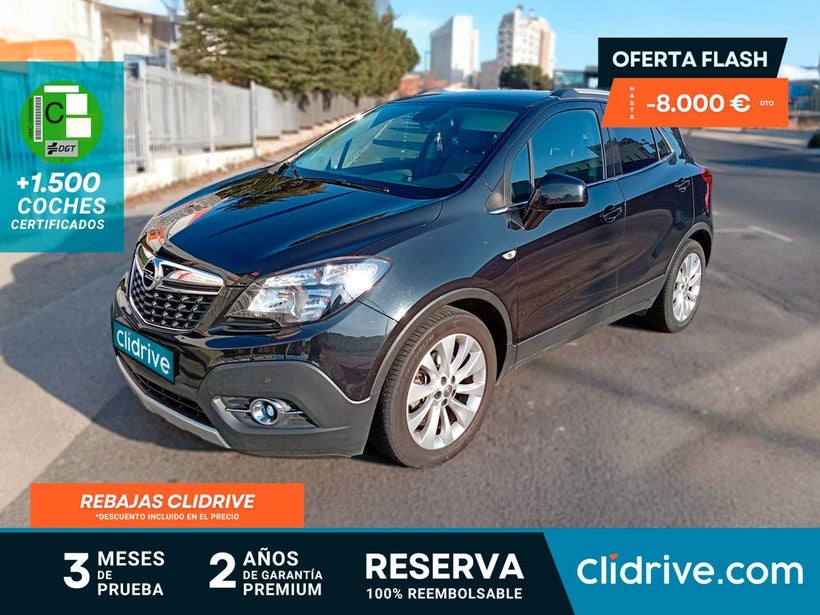 OFERTA FLASH
HASTA
-8.000 € DTO
C
DGT
+1.500
COCHES
CERTIFICADOS
clidrive
REBAJAS CLIDRIVE
*DESCUENTO INCLUIDO EN EL PRECIO
3 MESES DE PRUEBA
2 AÑOS DE GARANTÍA PREMIUM
RESERVA
100% REEMBOLSABLE
Clidrive.com